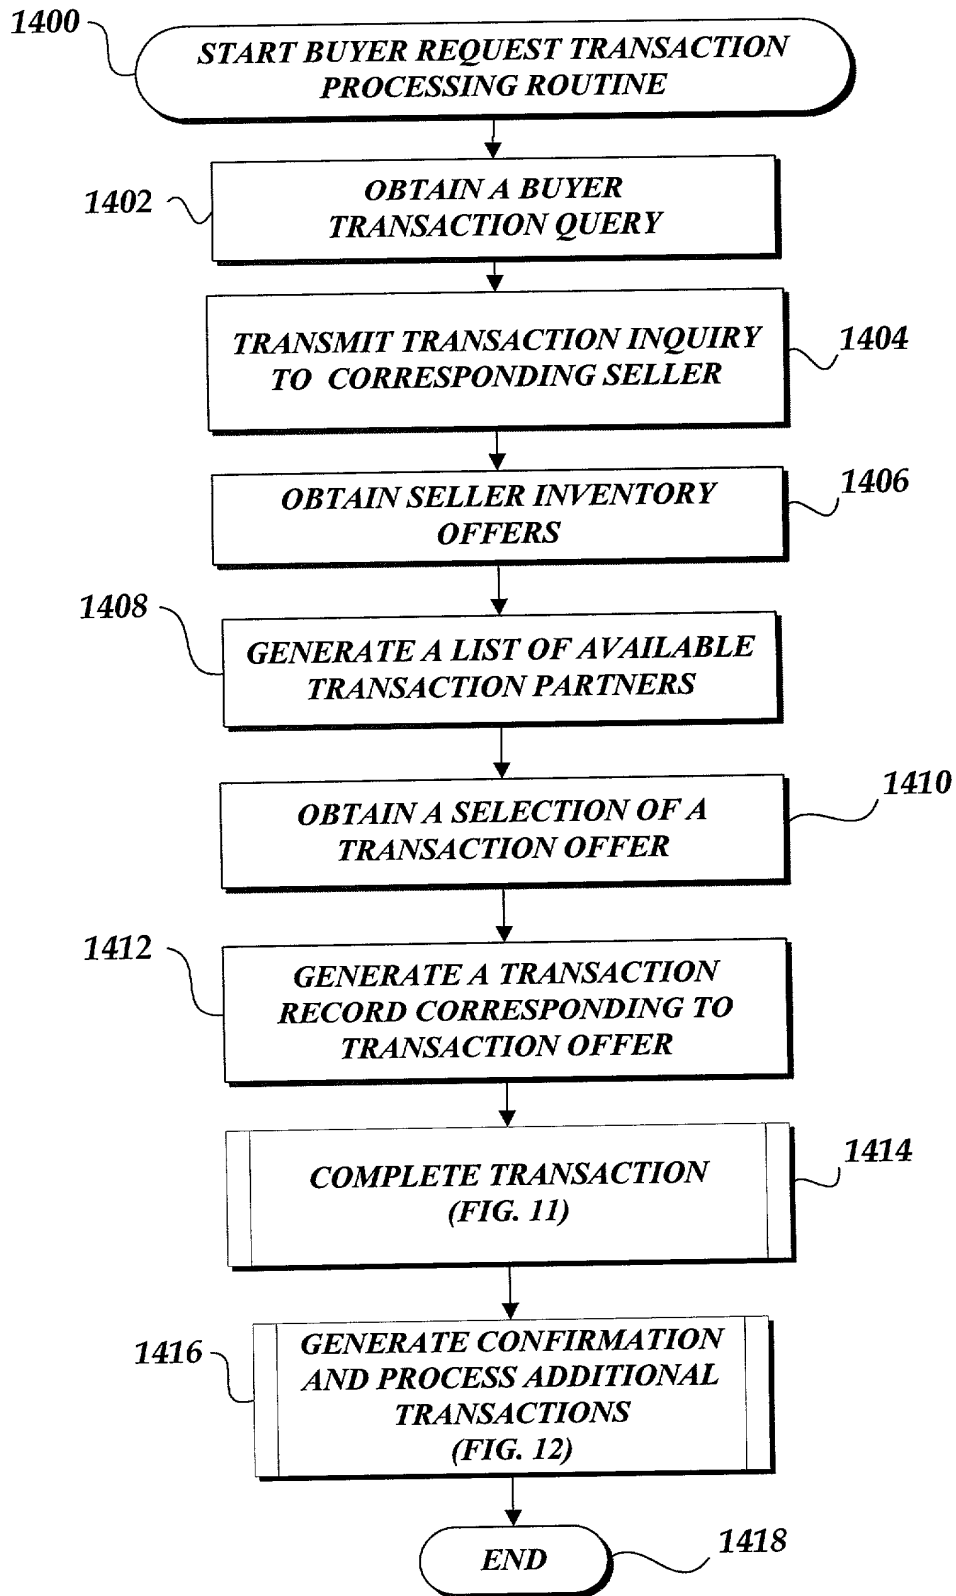 1400
START BUYER REQUEST TRANSACTION
PROCESSING ROUTINE
1402
OBTAIN A BUYER
TRANSACTION QUERY
TRANSMIT TRANSACTION INQUIRY
TO CORRESPONDING SELLER
1404
OBTAIN SELLER INVENTORY
OFFERS
1406
1408
GENERATE A LIST OF AVAILABLE
TRANSACTION PARTNERS
OBTAIN A SELECTION OF A
TRANSACTION OFFER
1410
1412
GENERATE A TRANSACTION
RECORD CORRESPONDING TO
TRANSACTION OFFER
COMPLETE TRANSACTION
(FIG. 11)
1414
1416
GENERATE CONFIRMATION
AND PROCESS ADDITIONAL
TRANSACTIONS
(FIG. 12)
END
1418